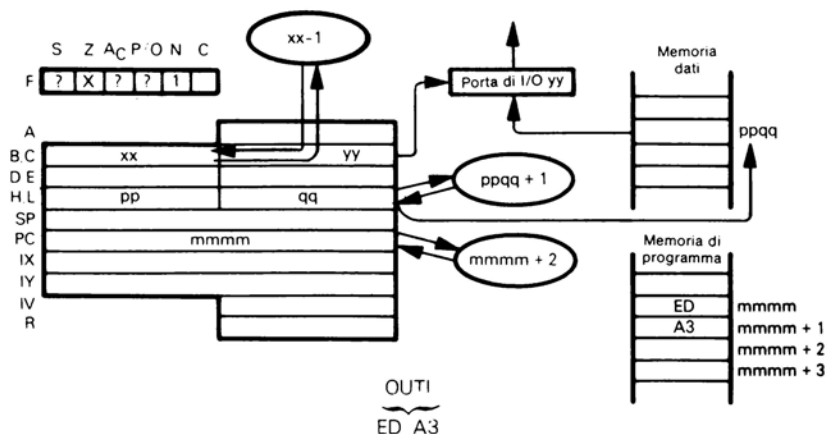 xx-1
S Z AC P/O N C
F ? X ? ? 1
Porta di I/O yy
Memoria
dati
A
B.C xx yy
ppqq
D.E
ppqq + 1
H.L pp qq
SP
PC mmmm
mmmm + 2
IX
IY
IV
R
Memoria di
programma
ED mmmm
A3 mmmm + 1
mmmm + 2
mmmm + 3
OUTI
ED A3